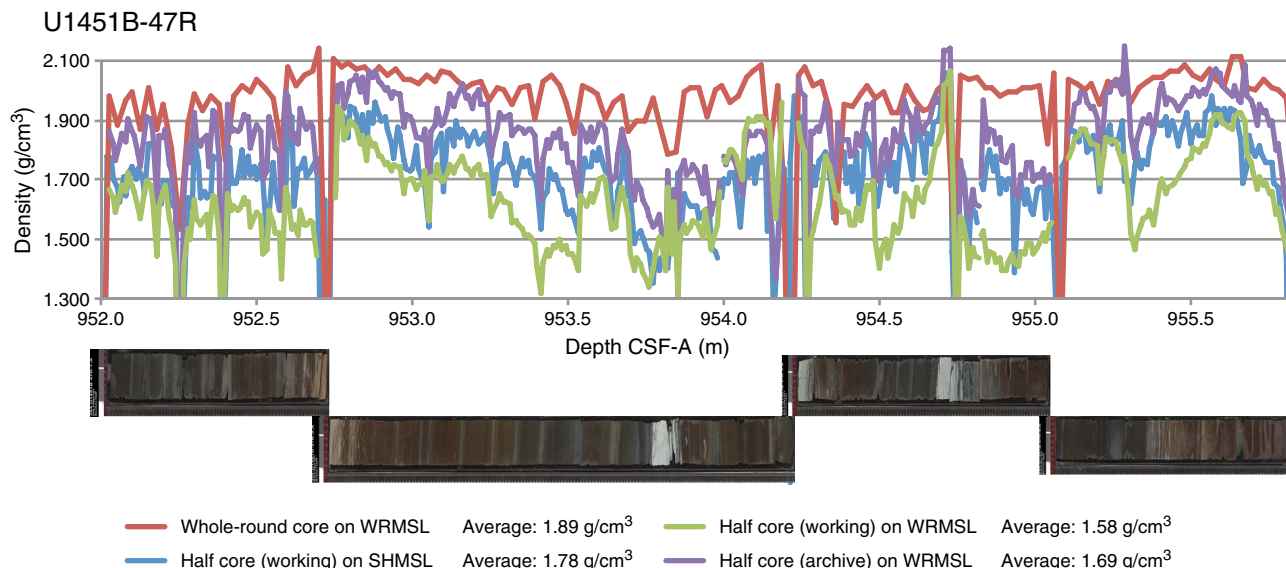 U1451B-47R
Density (g/cm³)
2.100
1.900
1.700
1.500
1.300
952.0 952.5 953.0 953.5 954.0 954.5 955.0 955.5
Depth CSF-A (m)
Whole-round core on WRMSL Average: 1.89 g/cm³ Half core (working) on WRMSL Average: 1.58 g/cm³
Half core (working) on SHMSL Average: 1.78 g/cm³ Half core (archive) on WRMSL Average: 1.69 g/cm³